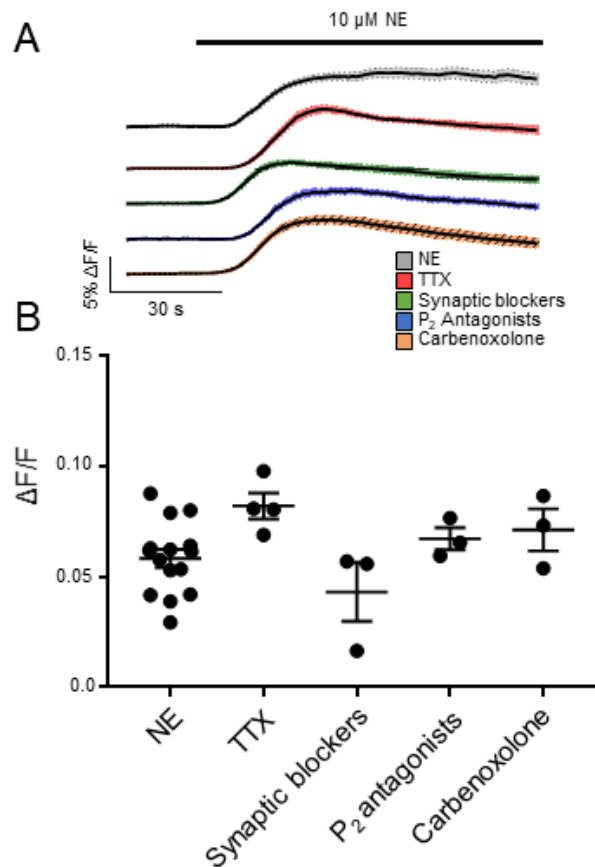 A
10 µM NE
5% ΔF/F
30 s
NE
TTX
Synaptic blockers
P₂ Antagonists
Carbenoxolone
B
0.15
0.10
0.05
0.0
ΔF/F
NE
TTX
Synaptic blockers
P₂ antagonists
Carbenoxolone